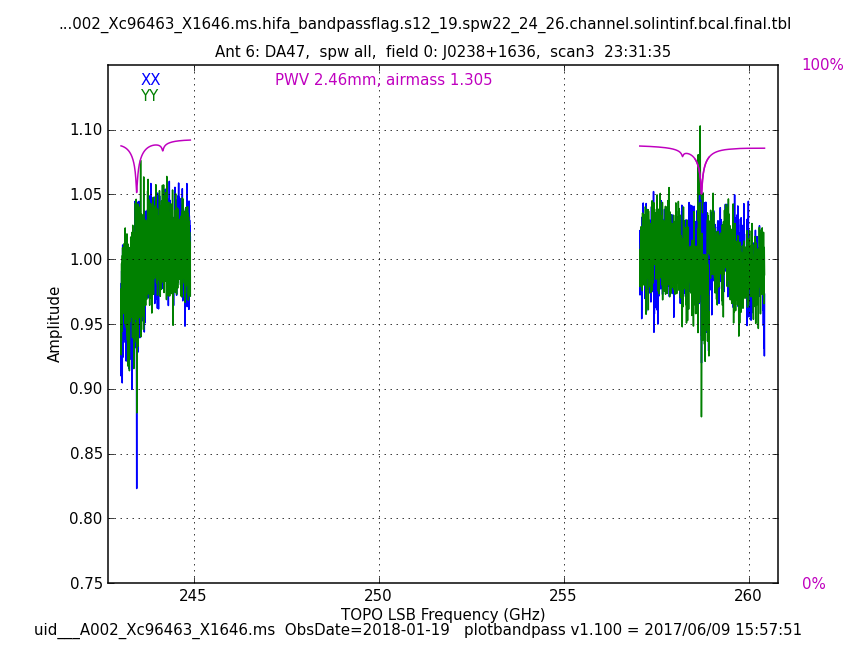 ...002_Xc96463_X1646.ms.hifa_bandpassflag.s12_19.spw22_24_26.channel.solintinf.bcal.final.tbl
Ant 6: DA47,  spw all,  field 0: J0238+1636,  scan3  23:31:35
100%
XX
PWV 2.46mm, airmass 1.305
YY
1.10
1.05
1.00
0.95
0.90
0.85
0.80
0.75
Amplitude
0%
245
250
255
260
TOPO LSB Frequency (GHz)
uid___A002_Xc96463_X1646.ms  ObsDate=2018-01-19   plotbandpass v1.100 = 2017/06/09 15:57:51